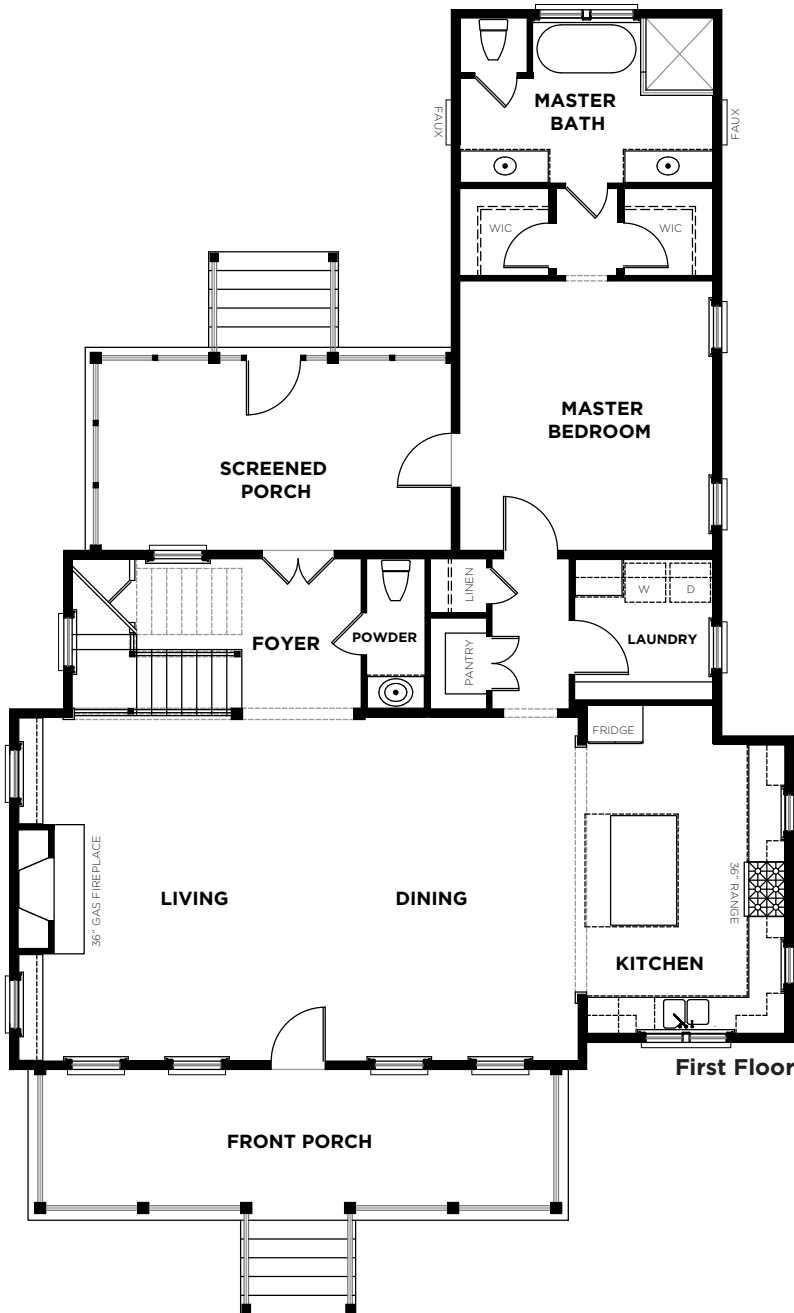 MASTER
BATH
FAUX
FAUX
WIC
WIC
MASTER
BEDROOM
SCREENED
PORCH
LINEN
W
D
FOYER
POWDER
LAUNDRY
PANTRY
FRIDGE
36" GAS FIREPLACE
LIVING
DINING
36" RANGE
KITCHEN
First Floor
FRONT PORCH